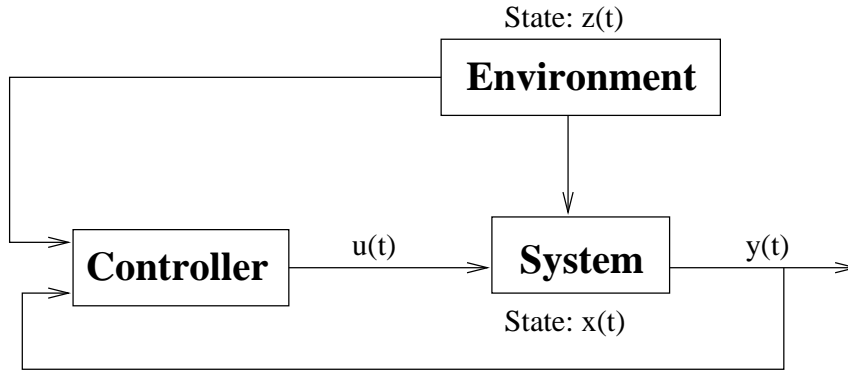 State: z(t)
Environment
Controller
u(t)
System
y(t)
State: x(t)